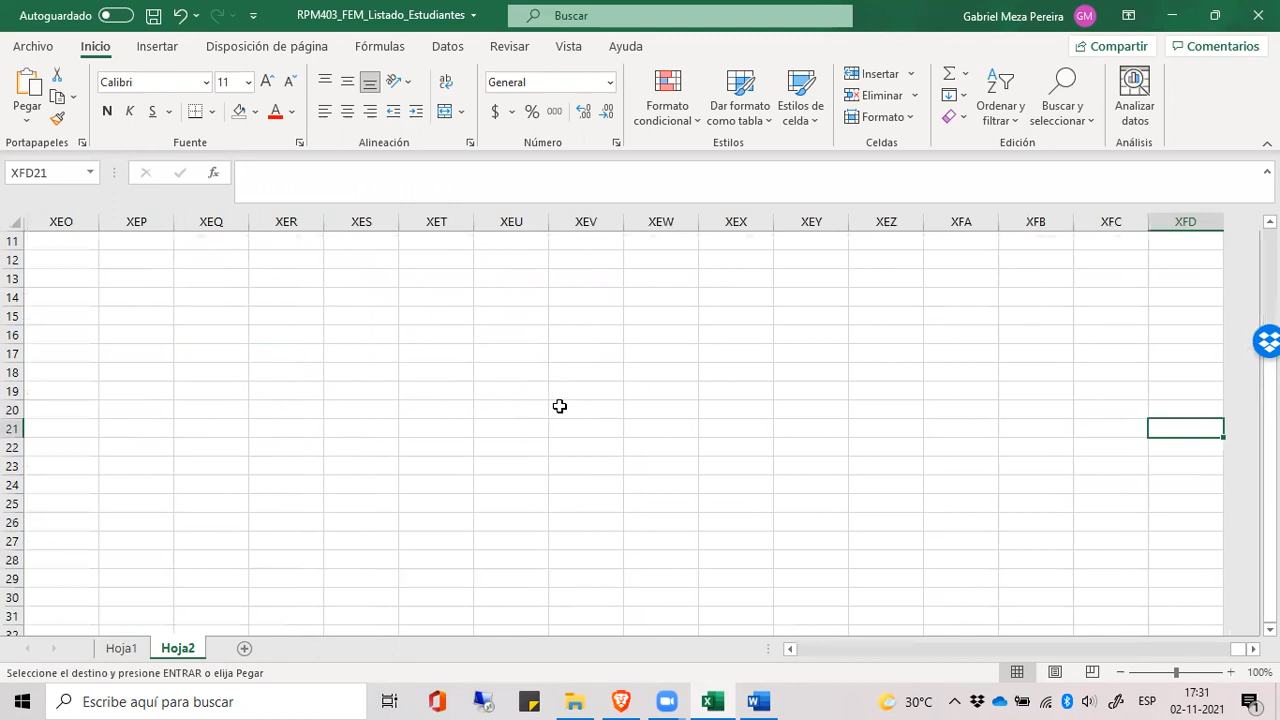 Autoguardado RPM403_FEM_Listado_Estudiantes Buscar Gabriel Meza Pereira GM
Archivo Inicio Insertar Disposición de página Fórmulas Datos Revisar Vista Ayuda Compartir Comentarios
Pegar
Portapapeles
Calibri 11
N K
Fuente
ab
Alineación
General
$ % 000
Número
Formato condicional
Dar formato como tabla
Estilos de celda
Estilos
Insertar
Eliminar
Formato
Celdas
Ordenar y filtrar
Buscar y seleccionar
Edición
Analizar datos
Análisis
XFD21 fx
XEO XEP XEQ XER XES XET XEU XEV XEW XEX XEY XEZ XFA XFB XFC XFD
11
12
13
14
15
16
17
18
19
20
21
22
23
24
25
26
27
28
29
30
31
32
Hoja1 Hoja2
Seleccione el destino y presione ENTRAR o elija Pegar 100%
Escribe aquí para buscar 30°C ESP 17:31
02-11-2021